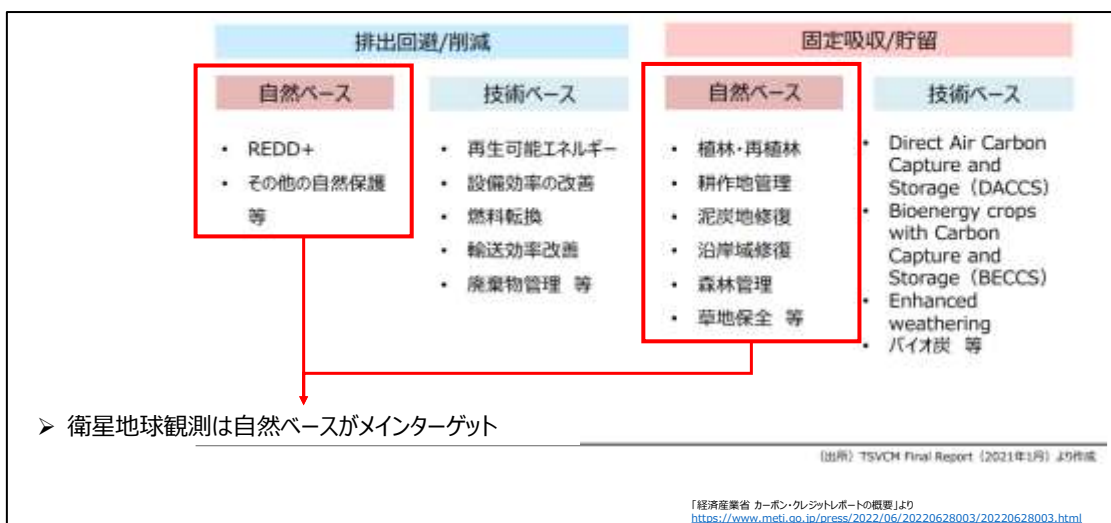 排出回避/削減
固定吸収/貯留
自然ベース
• REDD+
• その他の自然保護
等
技術ベース
• 再生可能エネルギー
• 設備効率の改善
• 燃料転換
• 輸送効率改善
• 廃棄物管理 等
自然ベース
• 植林・再植林
• 耕作地管理
• 泥炭地修復
• 沿岸域修復
• 森林管理
• 草地保全 等
技術ベース
• Direct Air Carbon
Capture and
Storage (DACCS)
• Bioenergy crops
with Carbon
Capture and
Storage (BECCS)
• Enhanced
weathering
• バイオ炭 等
➢ 衛星地球観測は自然ベースがメインターゲット
(出所) TSVCM Final Report (2021年1月) より作成
「経済産業省 カーボン・クレジットレポートの概要」より
https://www.meti.go.jp/press/2022/06/20220628003/20220628003.html